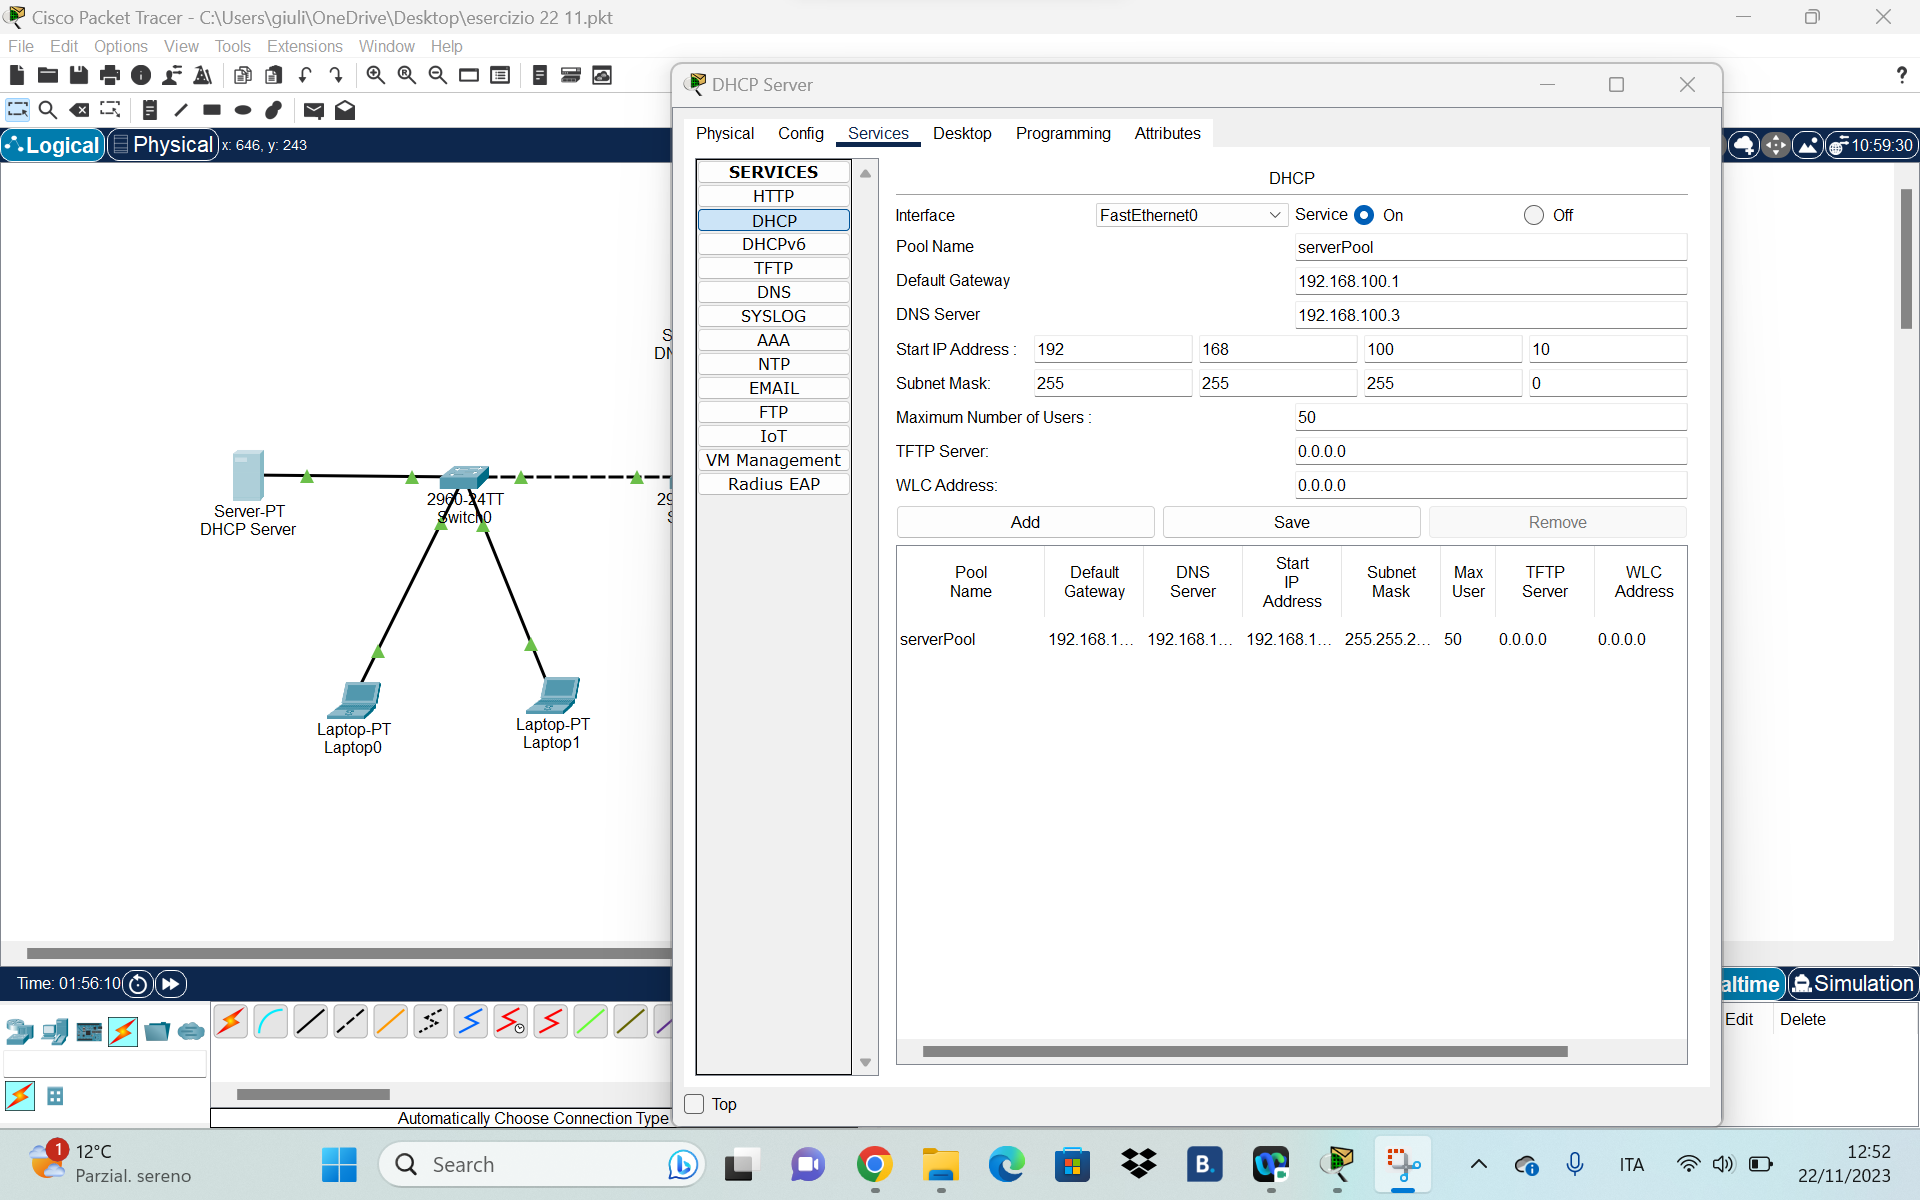 Cisco Packet Tracer - C:\Users\giuli\OneDrive\Desktop\esercizio 22 11.pkt
File Edit Options View Tools Extensions Window Help
?
Logical Physical x: 646, y: 243
10:59:30
DHCP Server
Physical Config Services Desktop Programming Attributes
SERVICES
HTTP
DHCP
DHCPv6
TFTP
DNS
SYSLOG
AAA
NTP
EMAIL
FTP
IoT
VM Management
Radius EAP
DHCP
Interface FastEthernet0 Service On Off
Pool Name serverPool
Default Gateway 192.168.100.1
DNS Server 192.168.100.3
Start IP Address : 192 168 100 10
Subnet Mask: 255 255 255 0
Maximum Number of Users : 50
TFTP Server: 0.0.0.0
WLC Address: 0.0.0.0
Add Save Remove
Pool Name Default Gateway DNS Server Start IP Address Subnet Mask Max User TFTP Server WLC Address
serverPool 192.168.1... 192.168.1... 192.168.1... 255.255.2... 50 0.0.0.0 0.0.0.0
Top
S
DN
Server-PT
DHCP Server
2960-24TT
Switch0
29
S
Laptop-PT
Laptop0
Laptop-PT
Laptop1
Time: 01:56:10
altime Simulation
Edit Delete
Automatically Choose Connection Type
1
12°C
Parzial. sereno
Search
B.
ITA
12:52
22/11/2023